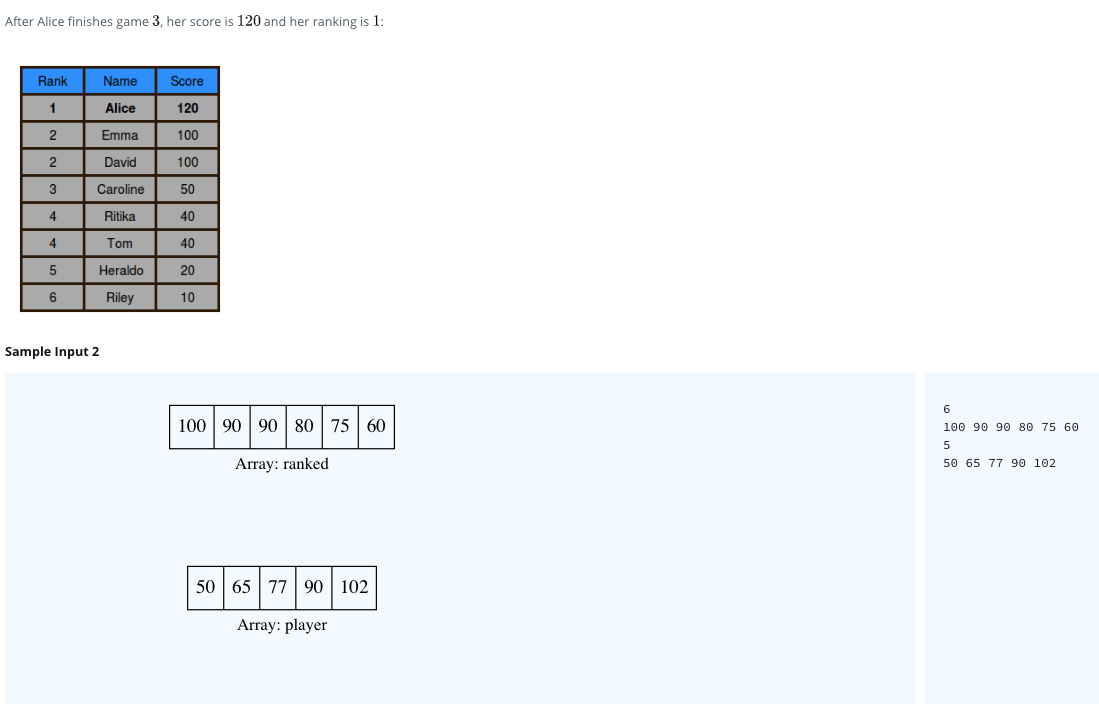 After Alice finishes game 3, her score is 120 and her ranking is 1:
Rank Name Score
1 Alice 120
2 Emma 100
2 David 100
3 Caroline 50
4 Ritika 40
4 Tom 40
5 Heraldo 20
6 Riley 10
Sample Input 2
100 90 90 80 75 60
Array: ranked
50 65 77 90 102
Array: player
6
100 90 90 80 75 60
5
50 65 77 90 102